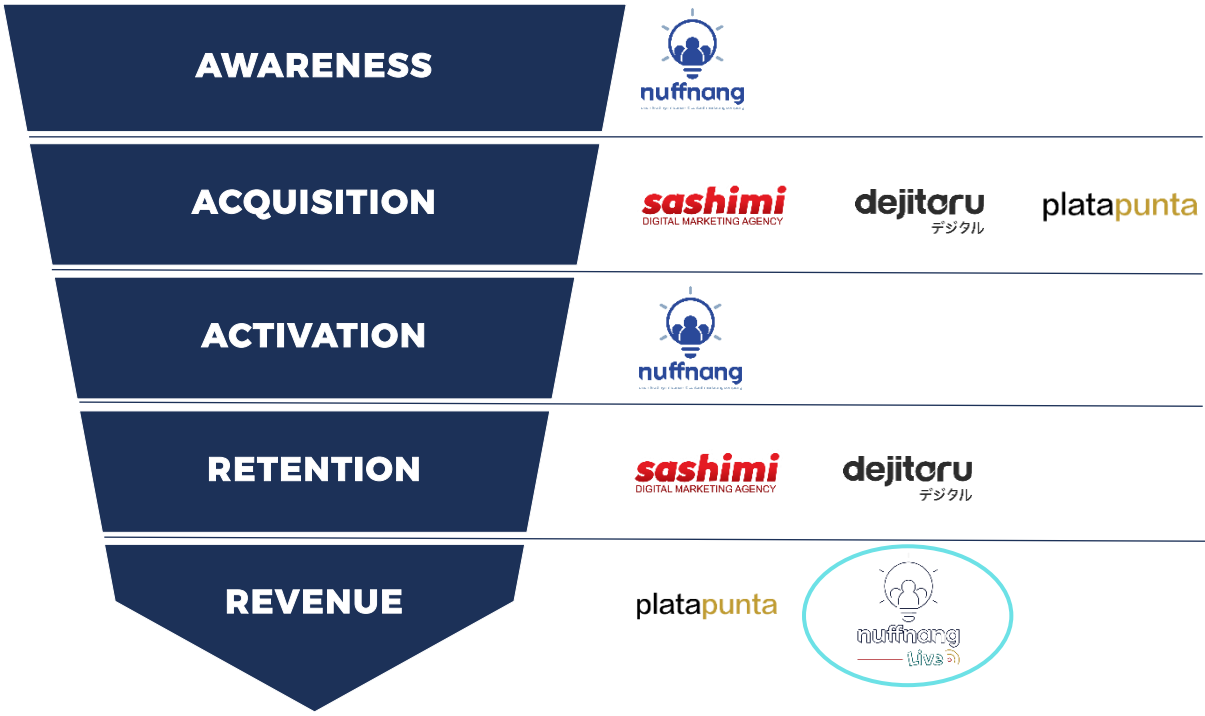 AWARENESS
nuffnang
ACQUISITION
sashimi
DIGITAL MARKETING AGENCY
dejitaru
デジタル
platapunta
ACTIVATION
nuffnang
RETENTION
sashimi
DIGITAL MARKETING AGENCY
dejitaru
デジタル
REVENUE
platapunta
nuffnang
Live